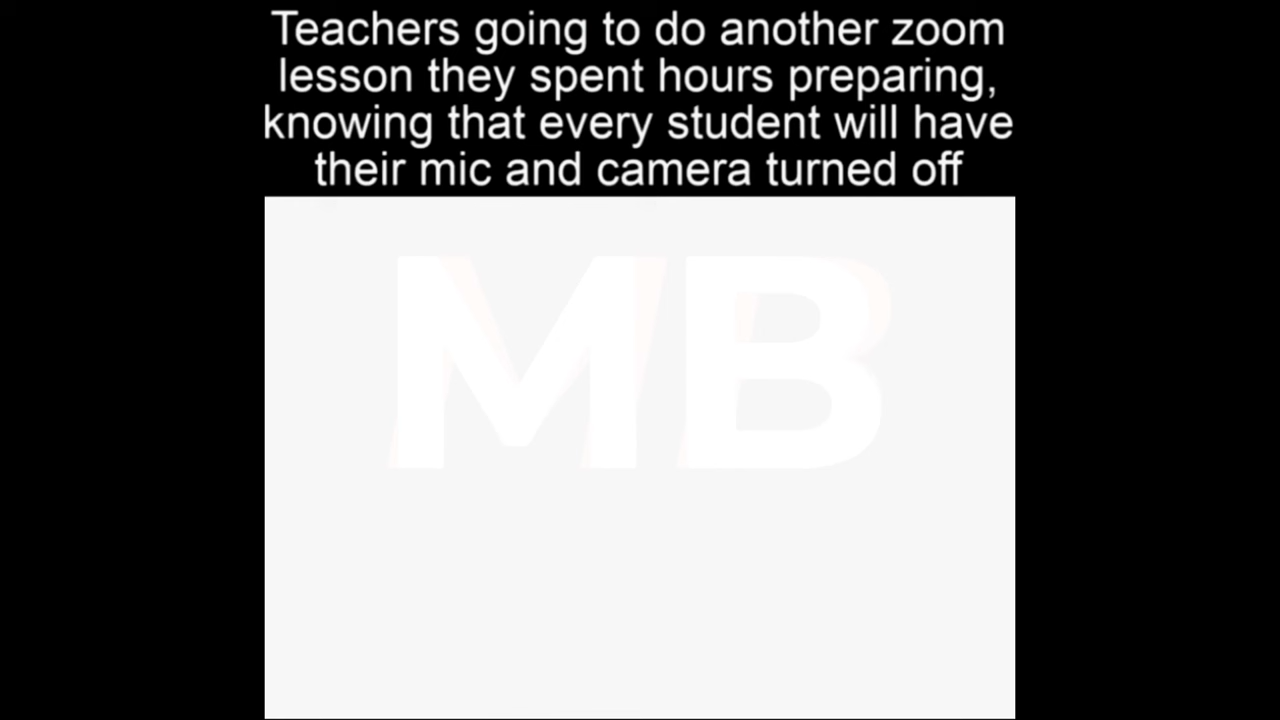 Teachers going to do another zoom
lesson they spent hours preparing,
knowing that every student will have
their mic and camera turned off
MB